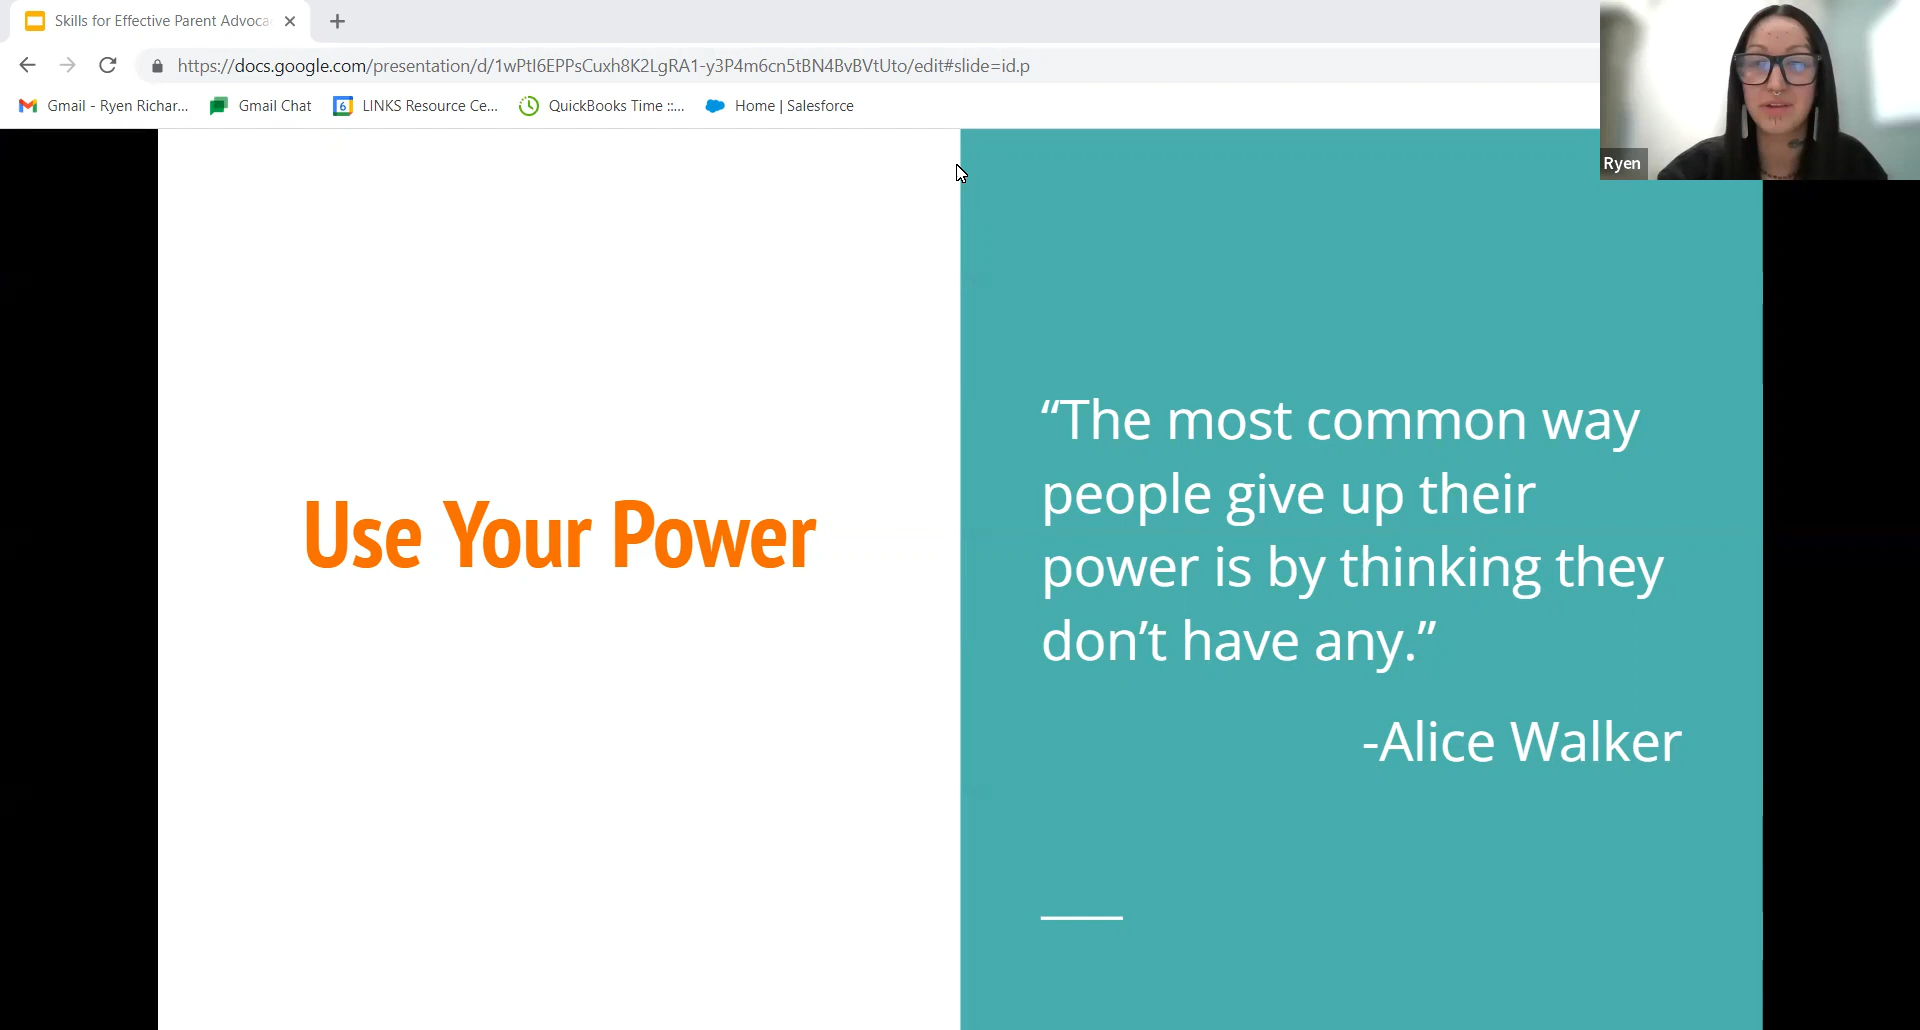 Skills for Effective Parent Advoca
https://docs.google.com/presentation/d/1wPtI6EPPsCuxh8K2LgRA1-y3P4m6cn5tBN4BvBVtUto/edit#slide=id.p
Gmail - Ryen Richar... Gmail Chat 6 LINKS Resource Ce... QuickBooks Time ::... Home | Salesforce
Ryen
Use Your Power
“The most common way
people give up their
power is by thinking they
don’t have any.”
-Alice Walker